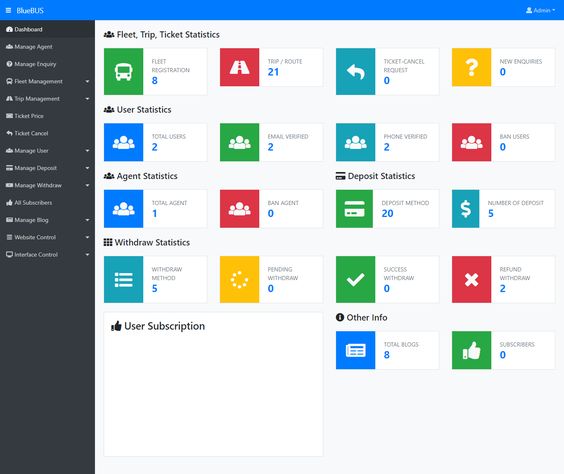 BlueBUS
Admin
Dashboard
Manage Agent
Manage Enquiry
Fleet Management
Trip Management
Ticket Price
Ticket Cancel
Manage User
Manage Deposit
Manage Withdraw
All Subscribers
Manage Blog
Website Control
Interface Control
Fleet, Trip, Ticket Statistics
FLEET
REGISTRATION
8
TRIP / ROUTE
21
TICKET-CANCEL
REQUEST
0
NEW ENQUIRIES
0
User Statistics
TOTAL USERS
2
EMAIL VERIFIED
2
PHONE VERIFIED
2
BAN USERS
0
Agent Statistics
TOTAL AGENT
1
BAN AGENT
0
Deposit Statistics
DEPOSIT METHOD
20
NUMBER OF DEPOSIT
5
Withdraw Statistics
WITHDRAW
METHOD
5
PENDING
WITHDRAW
0
SUCCESS
WITHDRAW
0
REFUND
WITHDRAW
2
User Subscription
Other Info
TOTAL BLOGS
8
SUBSCRIBERS
0